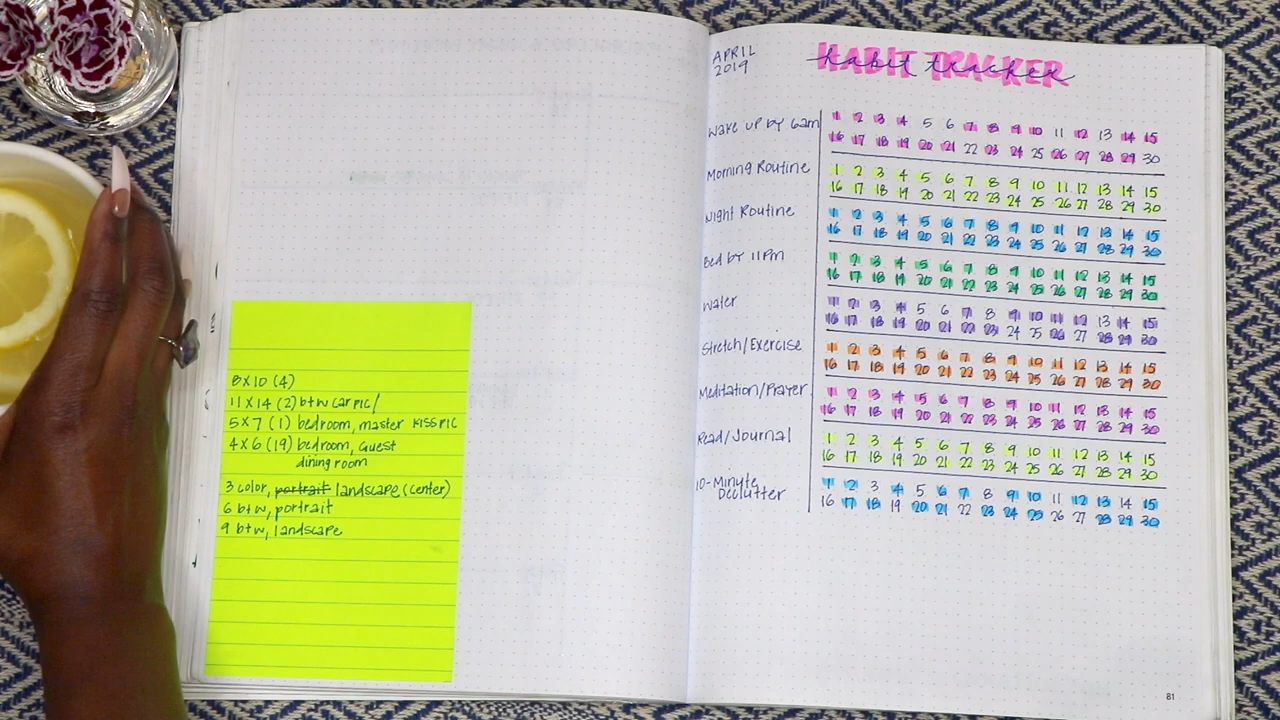 8x10 (4)
11x14 (2) btw car pic/
5x7 (1) bedroom, master kiss pic
4x6 (19) bedroom, guest
dining room
3 color, portrait landscape (center)
6 btw, portrait
9 btw, landscape
APRIL
2019
HABIT TRACKER
habit tracker
Wake up by 6am 1 2 3 4 5 6 7 8 9 10 11 12 13 14 15
16 17 18 19 20 21 22 23 24 25 26 27 28 29 30
Morning Routine 1 2 3 4 5 6 7 8 9 10 11 12 13 14 15
16 17 18 19 20 21 22 23 24 25 26 27 28 29 30
Night Routine 1 2 3 4 5 6 7 8 9 10 11 12 13 14 15
16 17 18 19 20 21 22 23 24 25 26 27 28 29 30
Bed by 11pm 1 2 3 4 5 6 7 8 9 10 11 12 13 14 15
16 17 18 19 20 21 22 23 24 25 26 27 28 29 30
Water 1 2 3 4 5 6 7 8 9 10 11 12 13 14 15
16 17 18 19 20 21 22 23 24 25 26 27 28 29 30
Stretch/Exercise 1 2 3 4 5 6 7 8 9 10 11 12 13 14 15
16 17 18 19 20 21 22 23 24 25 26 27 28 29 30
Meditation/Prayer 1 2 3 4 5 6 7 8 9 10 11 12 13 14 15
16 17 18 19 20 21 22 23 24 25 26 27 28 29 30
Read/Journal 1 2 3 4 5 6 7 8 9 10 11 12 13 14 15
16 17 18 19 20 21 22 23 24 25 26 27 28 29 30
10-Minute 1 2 3 4 5 6 7 8 9 10 11 12 13 14 15
Declutter 16 17 18 19 20 21 22 23 24 25 26 27 28 29 30
81